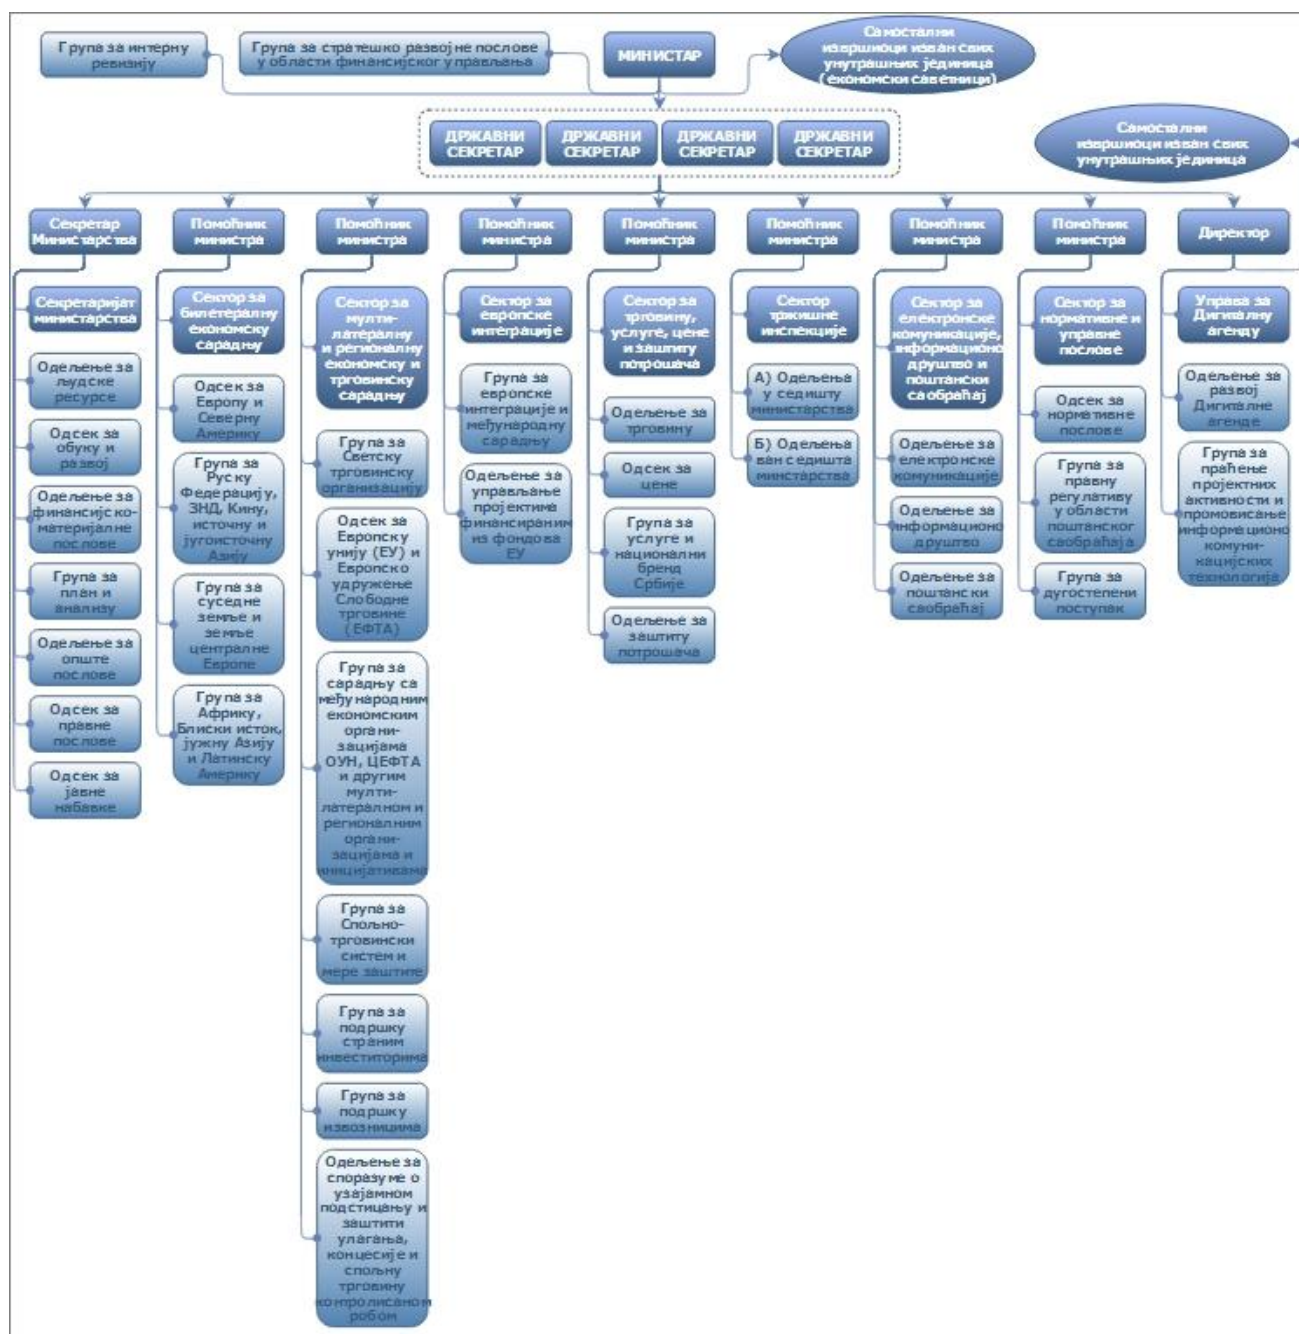 Група за интерну
ревизију
Група за стратешко развојне послове
у области финансијског управљања
МИНИСТАР
Самостални
извршиоци изван свих
унутрашњих јединица
(економски саветници)
ДРЖАВНИ
СЕКРЕТАР
ДРЖАВНИ
СЕКРЕТАР
ДРЖАВНИ
СЕКРЕТАР
ДРЖАВНИ
СЕКРЕТАР
Самостални
извршиоци изван свих
унутрашњих јединица
Секретар
Министарства
Секретаријат
министарства
Одељење за
људске
ресурсе
Одсек за
обуку и
развој
Одељење за
финансијско-
материјалне
послове
Група за
план и
анализу
Одељење за
опште
послове
Одсек за
правне
послове
Одсек за
јавне
набавке
Помоћник
министра
Сектор за
билетералну
економску
сарадњу
Одсек за
Европу и
Северну
Америку
Група за
Руску
Федерацију,
ЗНД, Кину,
источну и
југоисточну
Азију
Група за
суседне
земље и
земље
централне
Европе
Група за
Африку,
Блиски исток,
јужну Азију
и Латинску
Америку
Помоћник
министра
Сектор за
мулти-
латералну
и регионалну
економску и
трговинску
сарадњу
Група за
Светску
трговинску
организацију
Одсек за
Европску
унију (ЕУ) и
Европско
удружење
Слободне
трговине
(ЕФТА)
Група за
сарадњу са
међународним
економским
органи-
зацијама
ОУН, ЦЕФТА
и другим
мулти-
латералном и
регионалним
органи-
зацијама и
иницијативама
Група за
Спољно-
трговински
систем и
мере заштите
Група за
подршку
страним
инвеститорима
Група за
подршку
извозницима
Одељење за
споразуме о
узајамном
подстицању и
заштити
улагања,
концесије и
спољну
трговину
контролисаном
робом
Помоћник
министра
Сектор за
европске
интеграције
Група за
европске
интеграције и
међународну
сарадњу
Одељење за
управљање
пројектима
финансираним
из фондова
ЕУ
Помоћник
министра
Сектор за
трговину,
услуге, цене
и заштиту
потрошача
Одељење за
трговину
Одсек за
цене
Група за
услуге и
национални
бренд
Србије
Одељење за
заштиту
потрошача
Помоћник
министра
Сектор
тржишне
инспекције
А) Одељења
у седишту
министарства
Б) Одељења
ван седишта
минстарства
Помоћник
министра
Сектор за
електронске
комуникације,
информационо
друштво и
поштански
саобраћај
Одељење за
електронске
комуникације
Одељење за
информационо
друштво
Одељење за
поштански
саобраћај
Помоћник
министра
Сектор за
нормативне и
управне
послове
Одсек за
нормативне
послове
Група за
правну
регулативу
у области
поштанског
саобраћаја
Група за
дугостепени
поступак
Директор
Управа за
Дигиталну
агенду
Одељење за
развој
Дигиталне
агенде
Група за
праћење
пројектних
активности и
промовисање
информационо
комуни-
кацијских
технологија